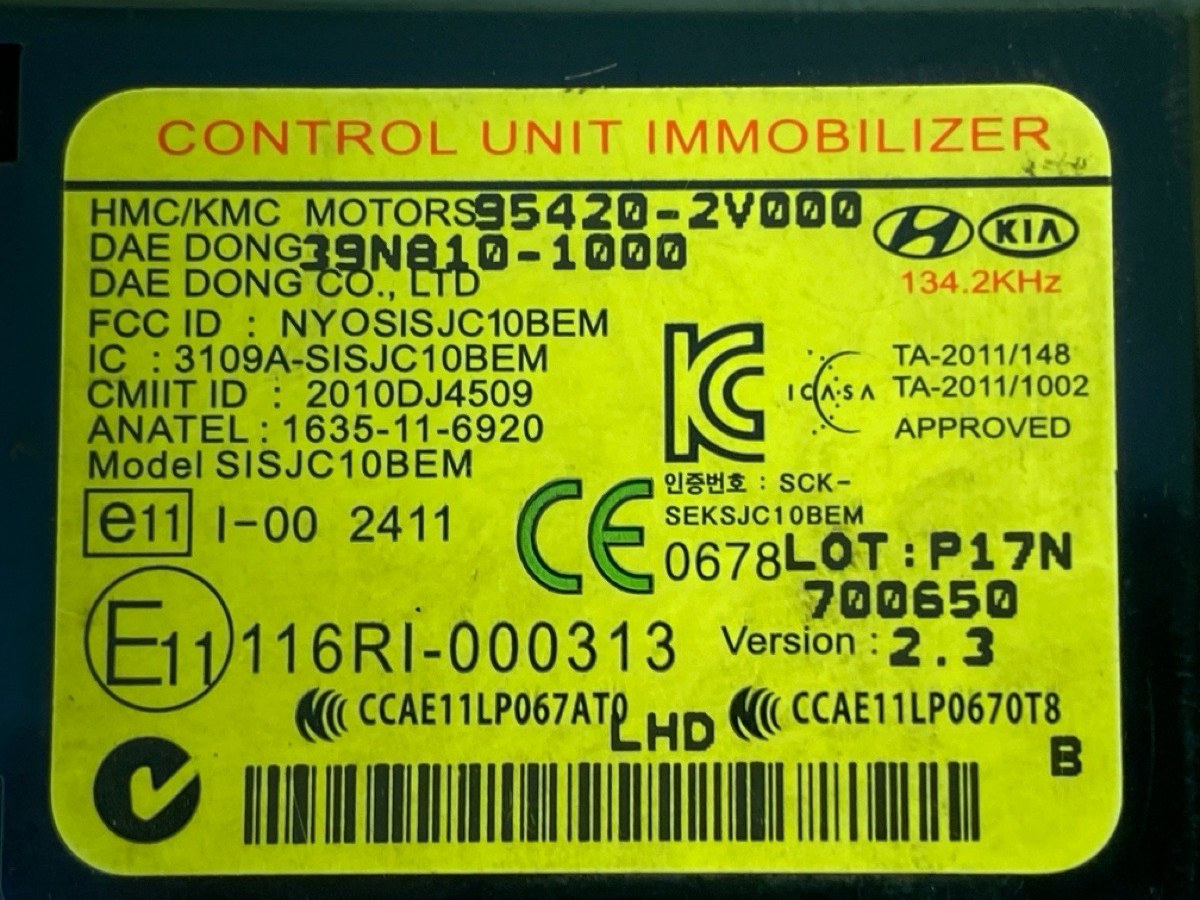 CONTROL UNIT IMMOBILIZER
HMC/KMC MOTORS 95420-2V000
DAE DONG 39N810-1000
KIA
DAE DONG CO., LTD
134.2KHz
FCC ID : NYOSISJC10BEM
IC : 3109A-SISJC10BEM
CMIIT ID : 2010DJ4509
ANATEL : 1635-11-6920
Model SISJC10BEM
ICASA
TA-2011/148
TA-2011/1002
APPROVED
인증번호 : SCK-
SEKSJC10BEM
e11 I-00 2411
CE 0678
LOT:P17N
700650
E11 116RI-000313
Version : 2.3
CCAE11LP067AT0
LHD
CCAE11LP0670T8
B